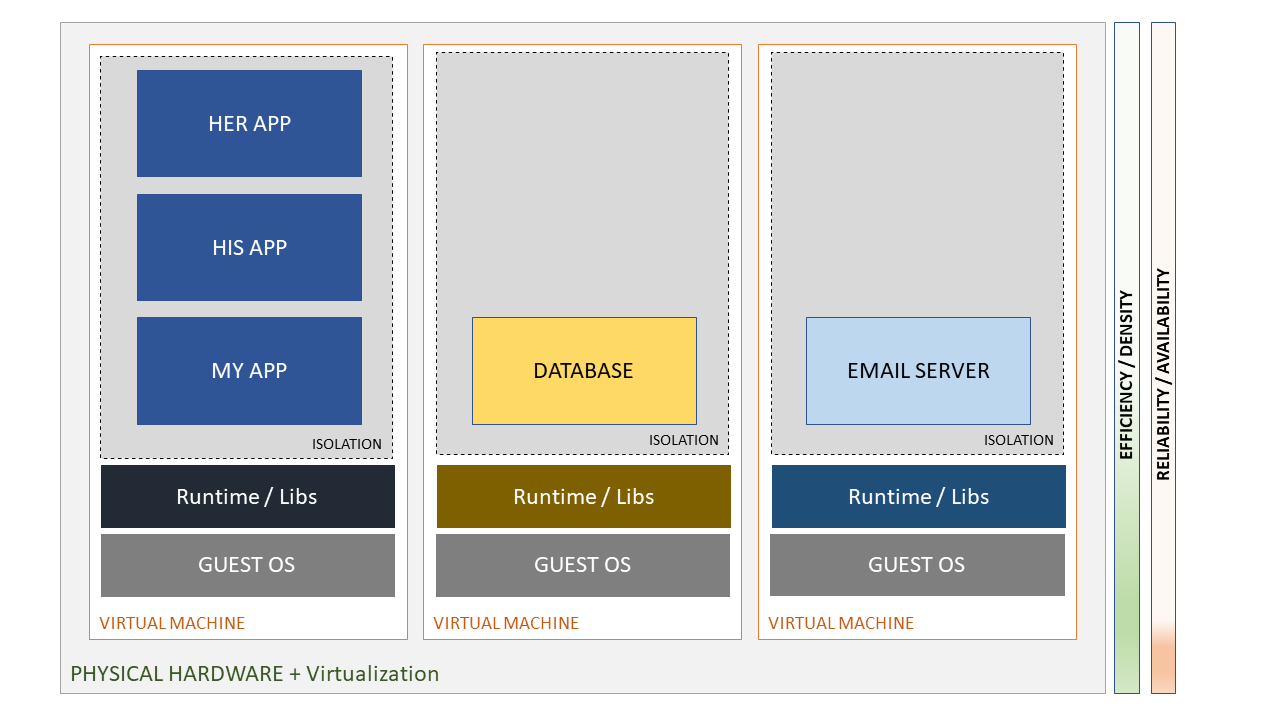 HER APP
HIS APP
MY APP
ISOLATION
Runtime / Libs
GUEST OS
VIRTUAL MACHINE
DATABASE
ISOLATION
Runtime / Libs
GUEST OS
VIRTUAL MACHINE
EMAIL SERVER
ISOLATION
Runtime / Libs
GUEST OS
VIRTUAL MACHINE
PHYSICAL HARDWARE + Virtualization
EFFICIENCY / DENSITY
RELIABILITY / AVAILABILITY